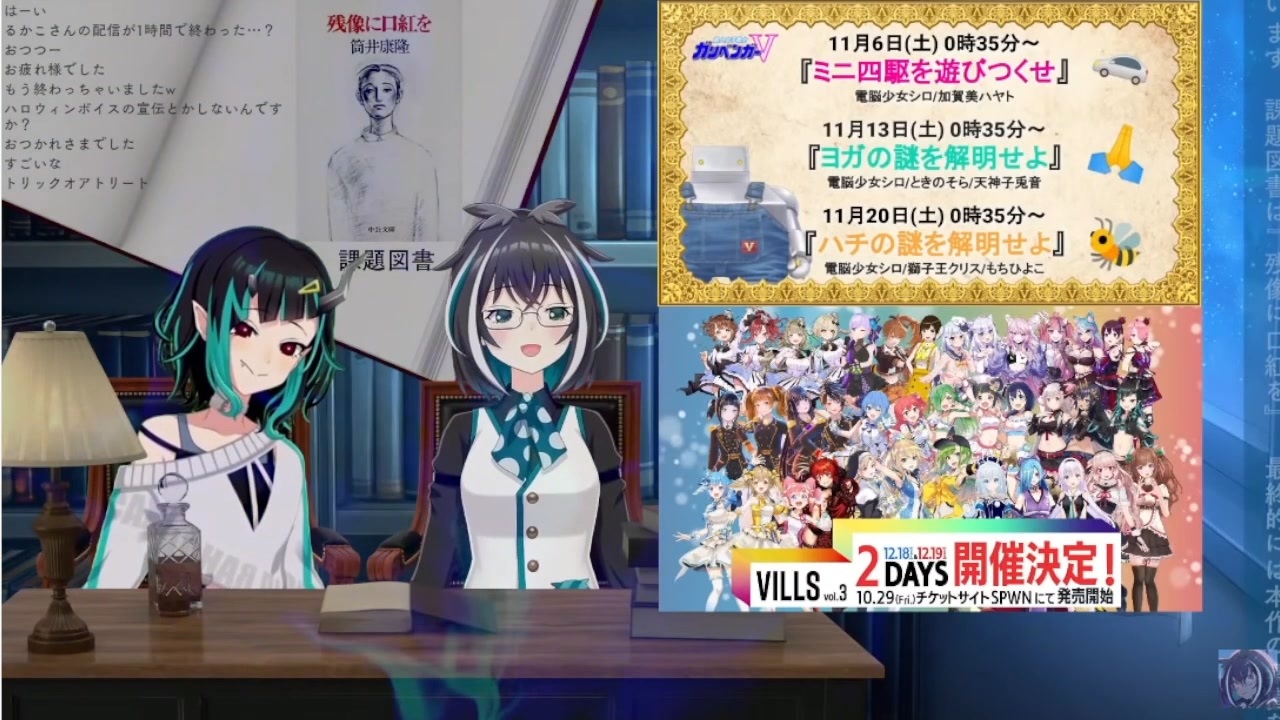 はーい
るかこさんの配信が1時間で終わった…？
おつつー
お疲れ様でした
もう終わっちゃいましたw
ハロウィンボイスの宣伝とかしないんです
か？
おつかれさまでした
すごいな
トリックオアトリート
残像に口紅を
筒井康隆
中公文庫
課題図書
ガリベンガーV
11月6日(土) 0時35分～
『ミニ四駆を遊びつくせ』
電脳少女シロ/加賀美ハヤト
11月13日(土) 0時35分～
『ヨガの謎を解明せよ』
電脳少女シロ/ときのそら/天神子兎音
11月20日(土) 0時35分～
『ハチの謎を解明せよ』
電脳少女シロ/獅子王クリス/もちひよこ
V
VILLS vol.3
2DAYS 12.18 12.19 開催決定！
10.29(Fri.)チケットサイトSPWNにて発売開始
います
課題図書は『残像に口紅を』
最終的には本作の